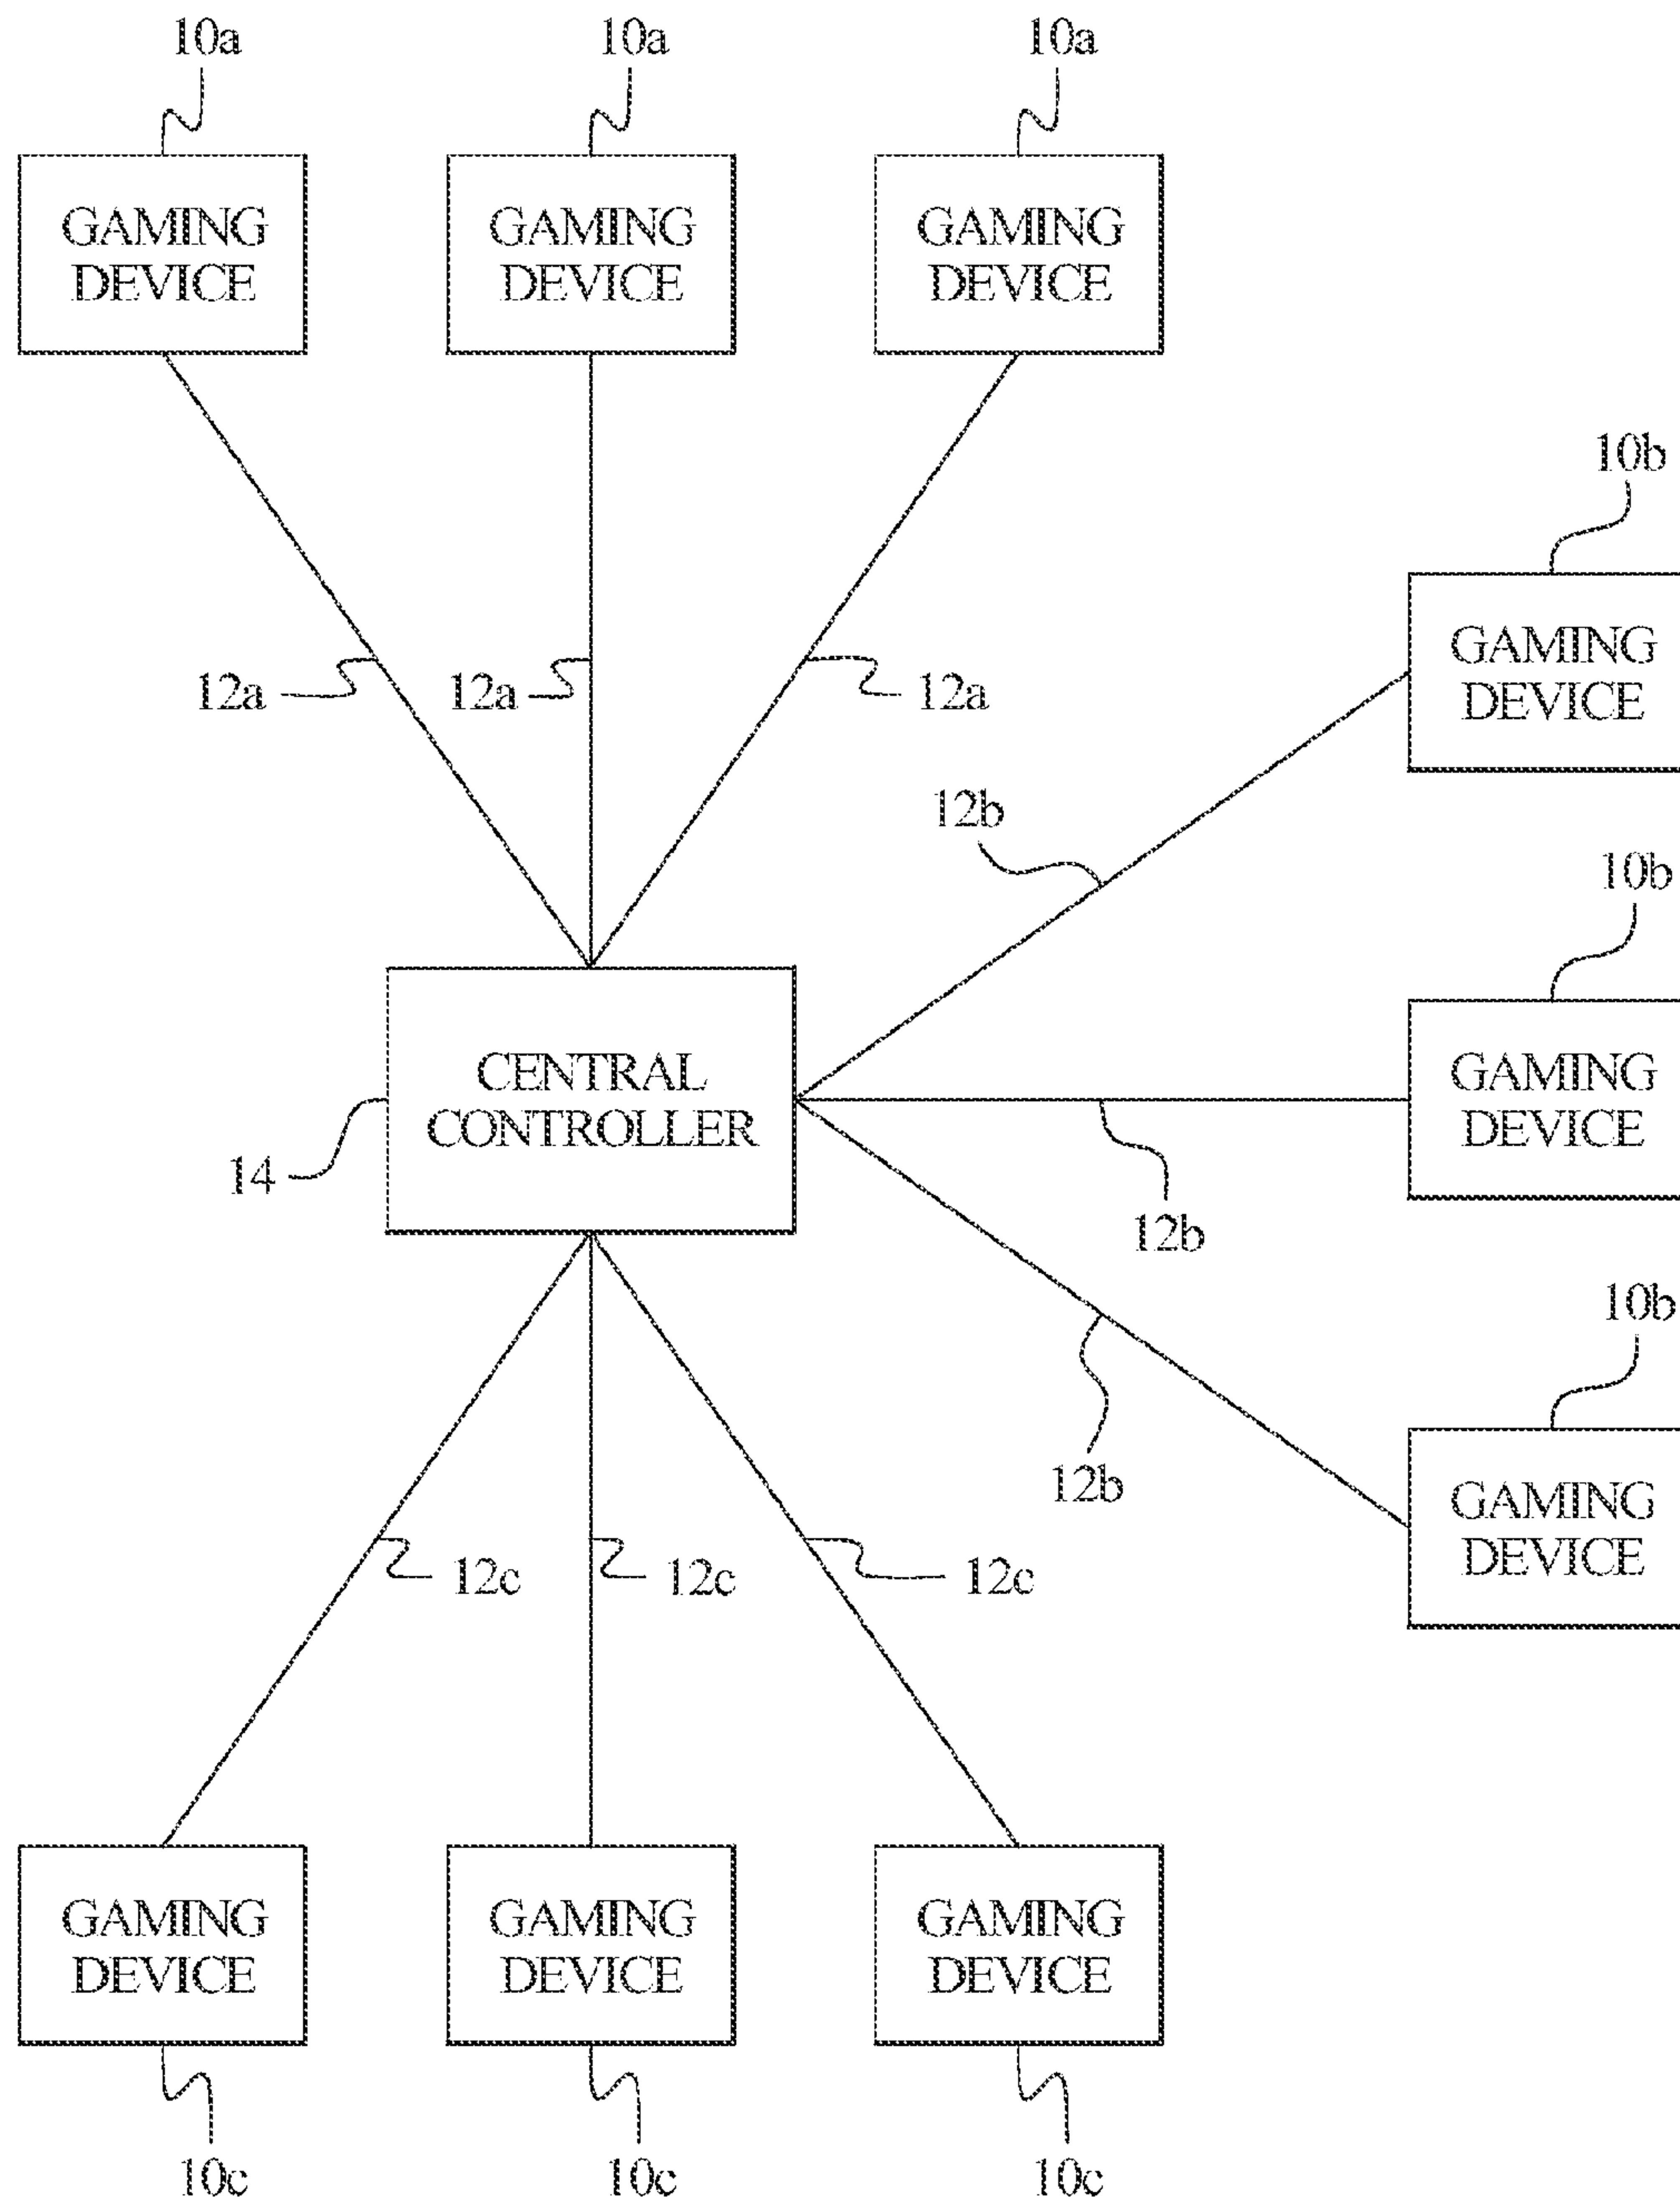 10a
10a
10a
GAMING
DEVICE
GAMING
DEVICE
GAMING
DEVICE
10b
GAMING
DEVICE
12a
12a
12a
12b
10b
CENTRAL
CONTROLLER
GAMING
DEVICE
14
12b
10b
12b
GAMING
DEVICE
12c
12c
12c
GAMING
DEVICE
GAMING
DEVICE
GAMING
DEVICE
10c
10c
10c